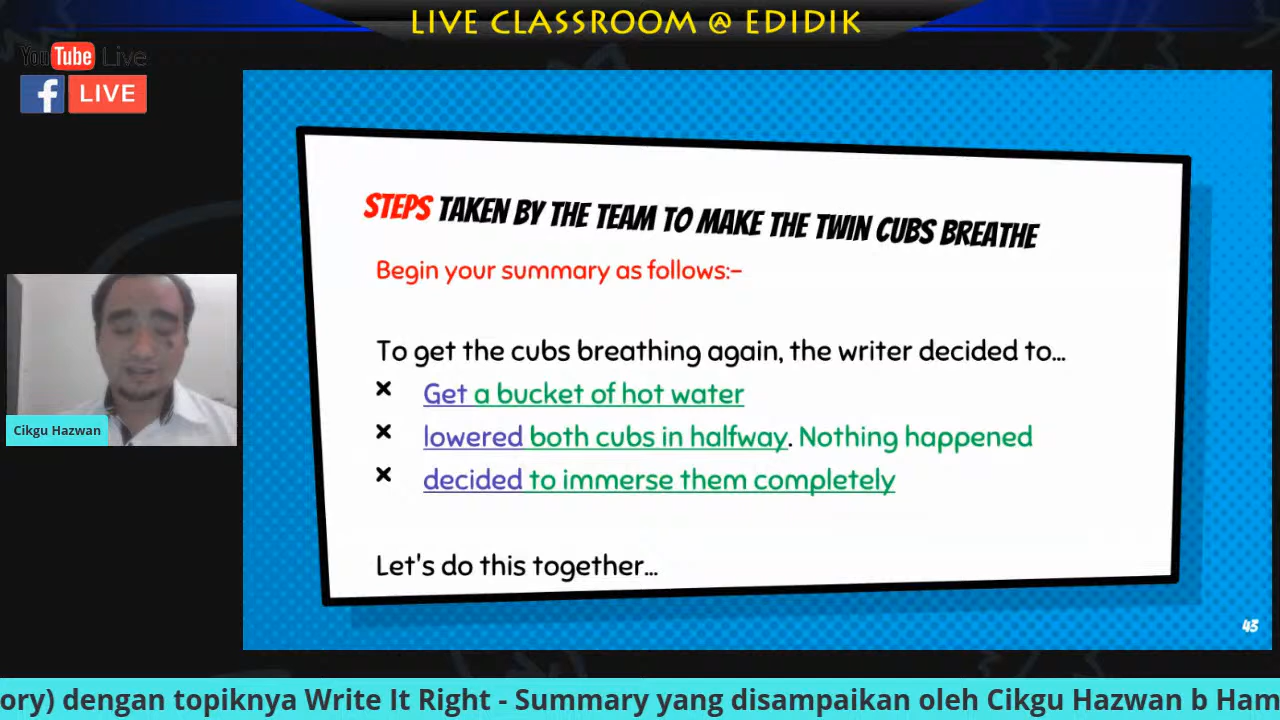 LIVE CLASSROOM @ EDIDIK
YouTube Live
f LIVE
STEPS TAKEN BY THE TEAM TO MAKE THE TWIN CUBS BREATHE
Begin your summary as follows:-
To get the cubs breathing again, the writer decided to...
× Get a bucket of hot water
× lowered both cubs in halfway. Nothing happened
× decided to immerse them completely
Let's do this together...
Cikgu Hazwan
43
ory) dengan topiknya Write It Right - Summary yang disampaikan oleh Cikgu Hazwan b Ham